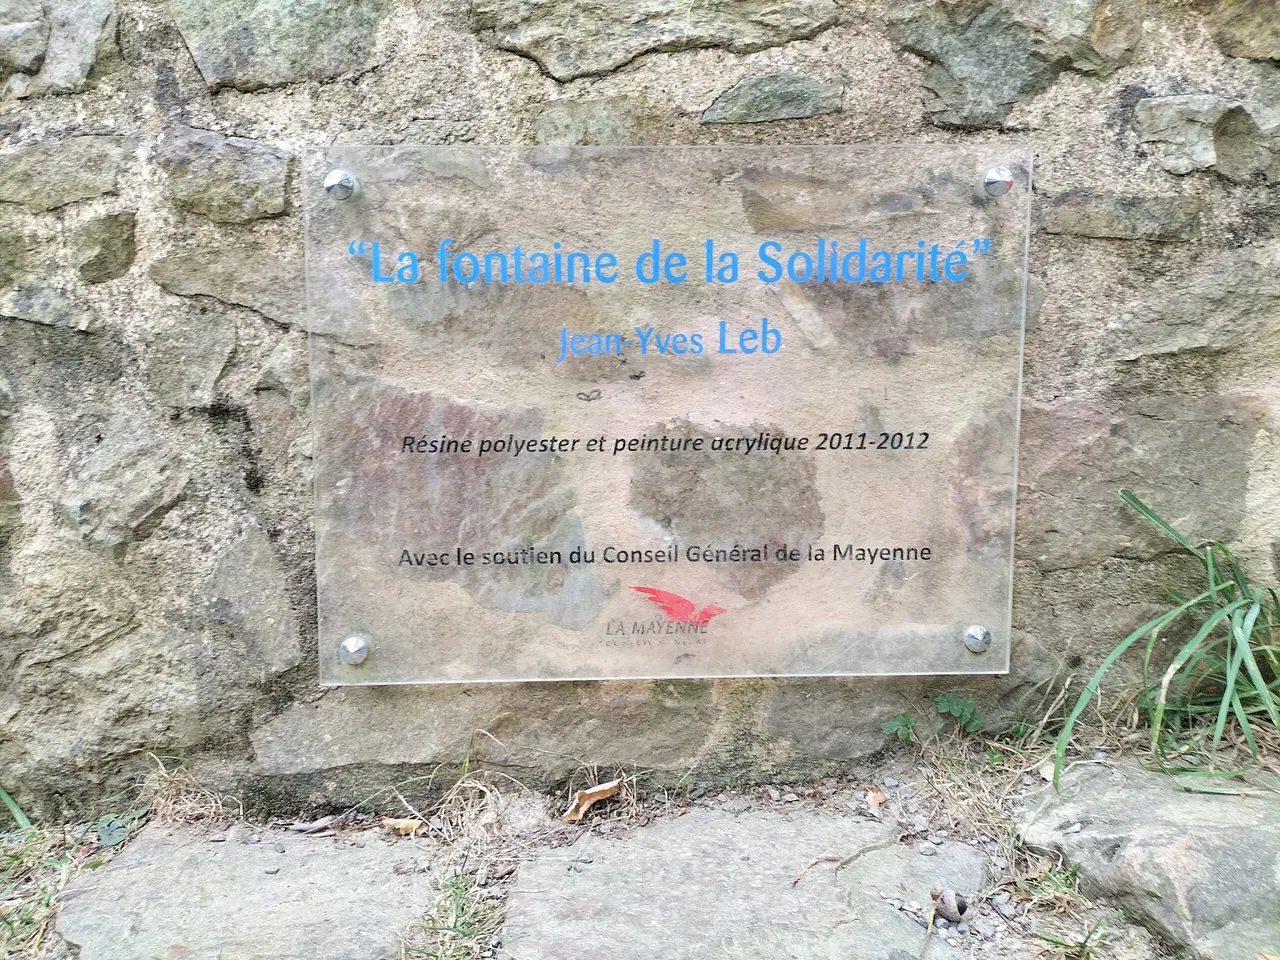 “La fontaine de la Solidarité”
Jean-Yves Leb
Résine polyester et peinture acrylique 2011-2012
Avec le soutien du Conseil Général de la Mayenne
LA MAYENNE